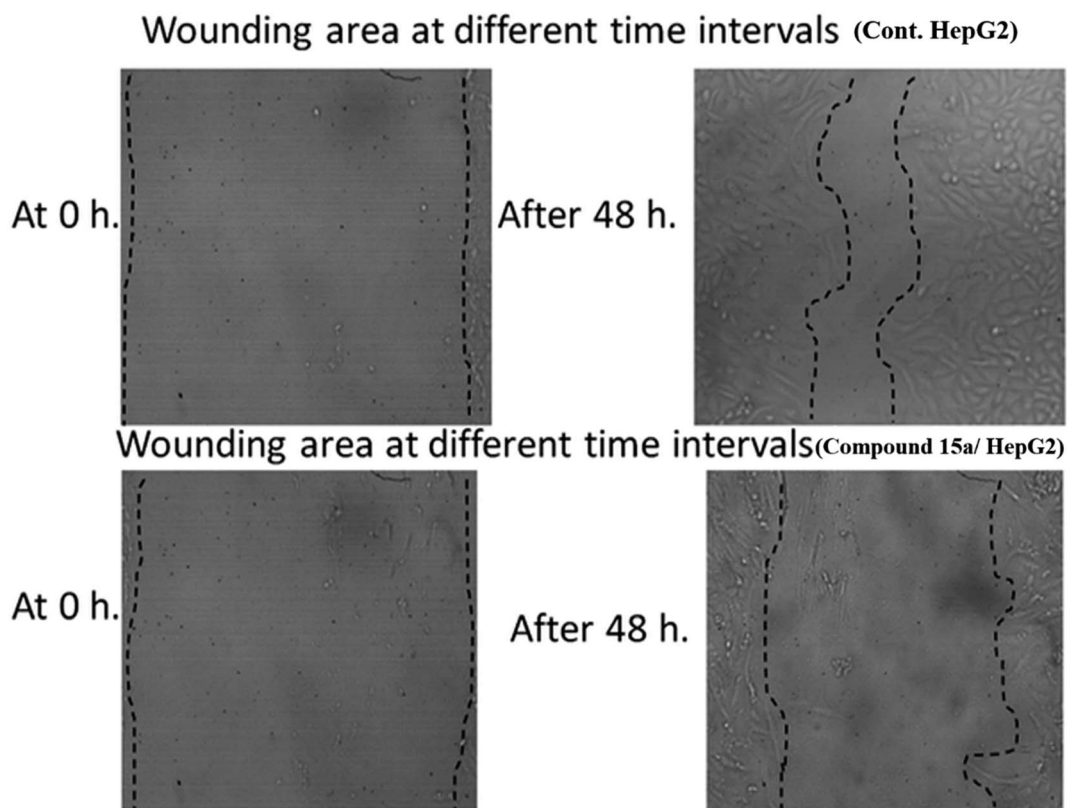 Wounding area at different time intervals (Cont. HepG2)
At 0 h.
After 48 h.
Wounding area at different time intervals(Compound 15a/ HepG2)
At 0 h.
After 48 h.